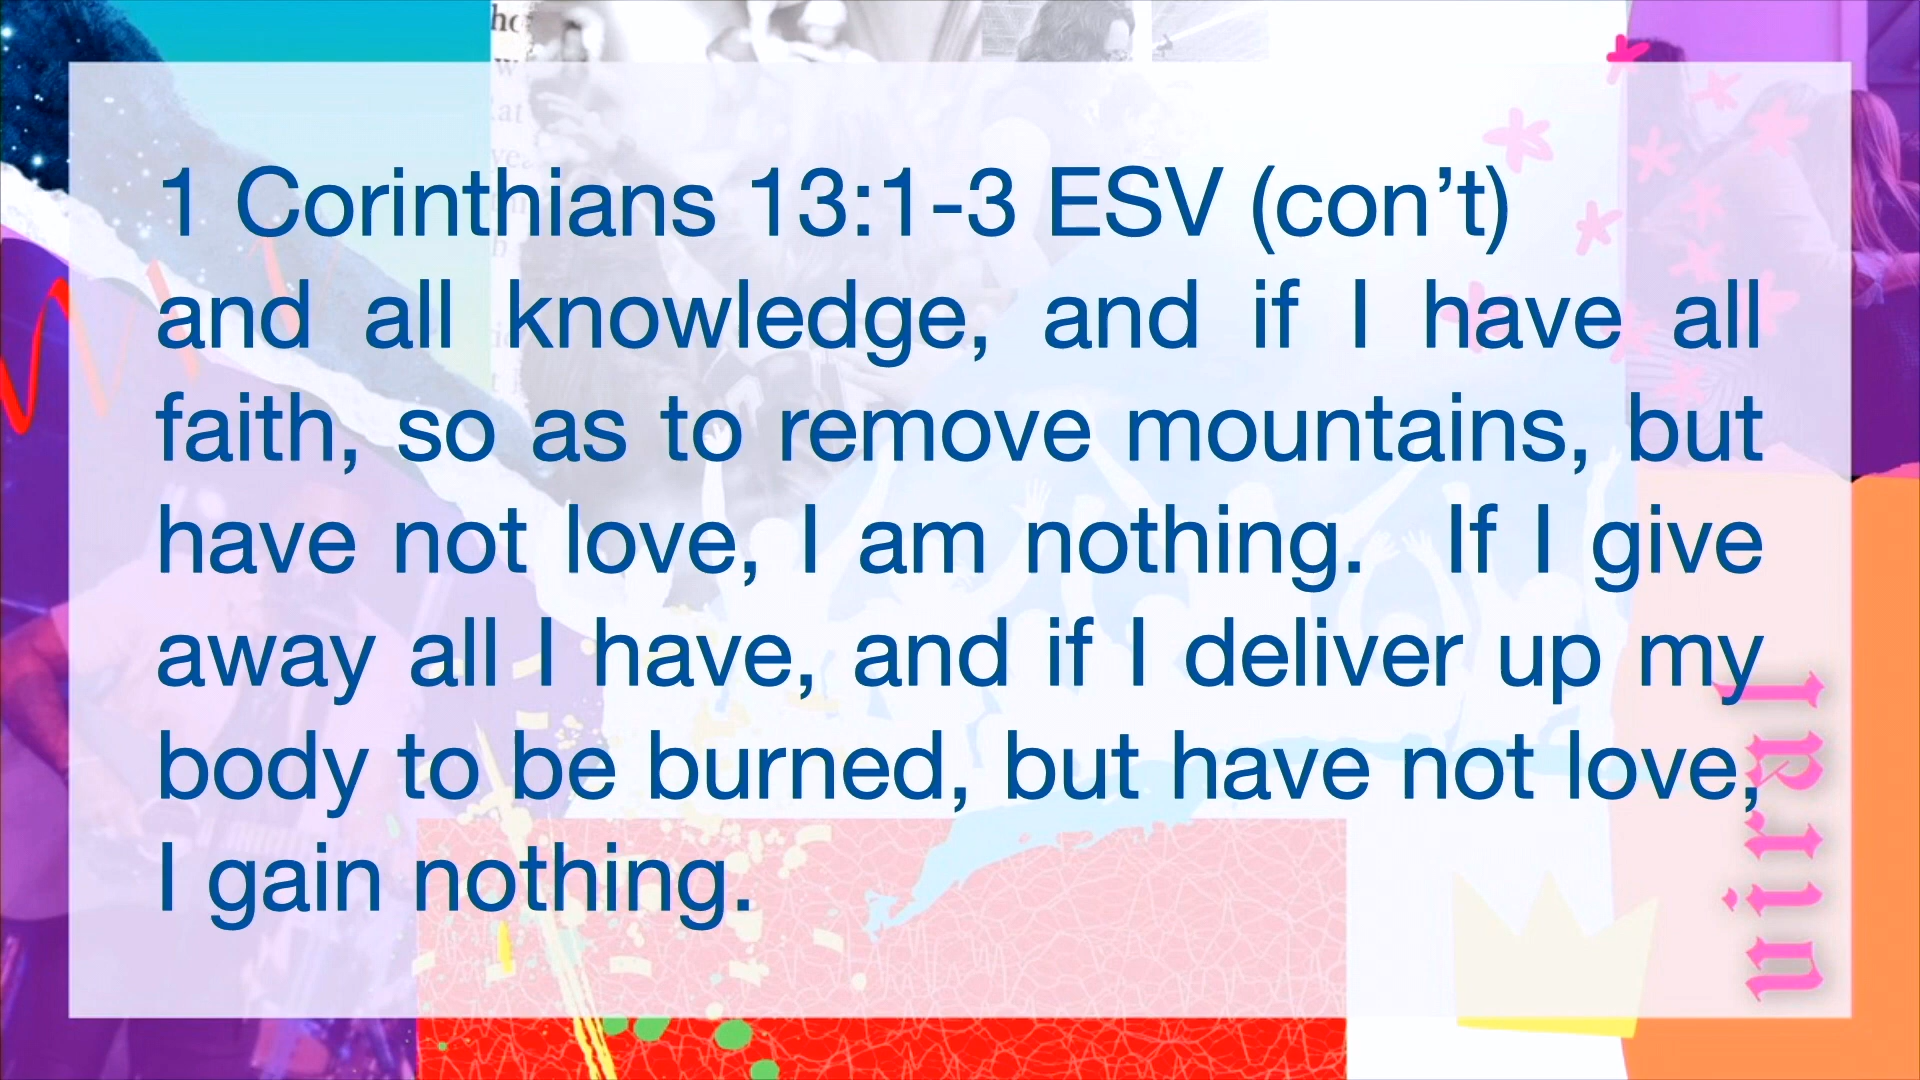 1 Corinthians 13:1-3 ESV (con’t)
and all knowledge, and if I have all
faith, so as to remove mountains, but
have not love, I am nothing.  If I give
away all I have, and if I deliver up my
body to be burned, but have not love,
I gain nothing.